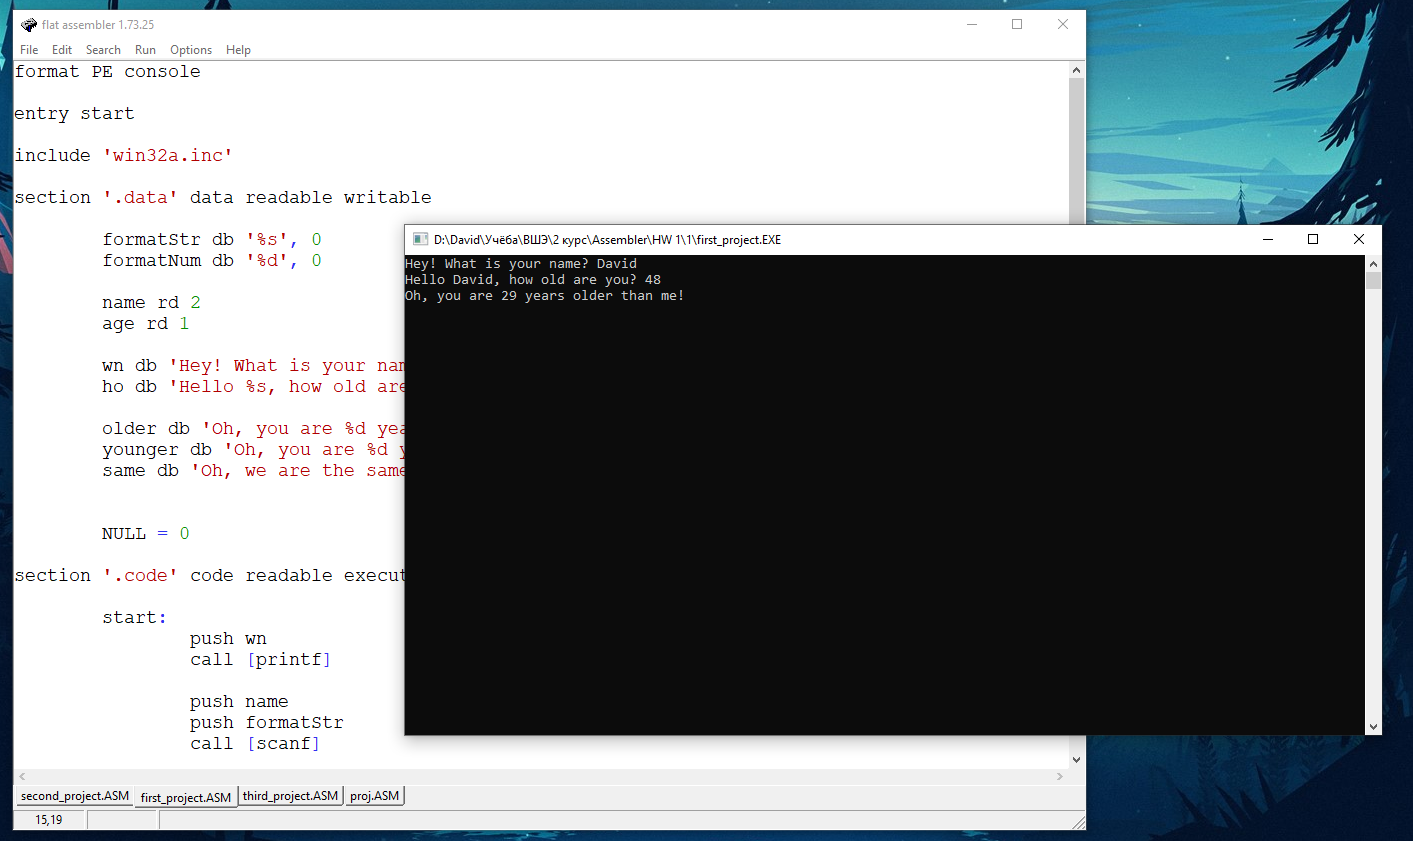 flat assembler 1.73.25
File Edit Search Run Options Help
format PE console
entry start
include 'win32a.inc'
section '.data' data readable writable
formatStr db '%s', 0
formatNum db '%d', 0
name rd 2
age rd 1
wn db 'Hey! What is your nam
ho db 'Hello %s, how old are
older db 'Oh, you are %d yea
younger db 'Oh, you are %d y
same db 'Oh, we are the same
NULL = 0
section '.code' code readable execut
start:
push wn
call [printf]
push name
push formatStr
call [scanf]
second_project.ASM first_project.ASM third_project.ASM proj.ASM
15,19
D:\David\Учёба\ВШЭ\2 курс\Assembler\HW 1\1\first_project.EXE
Hey! What is your name? David
Hello David, how old are you? 48
Oh, you are 29 years older than me!